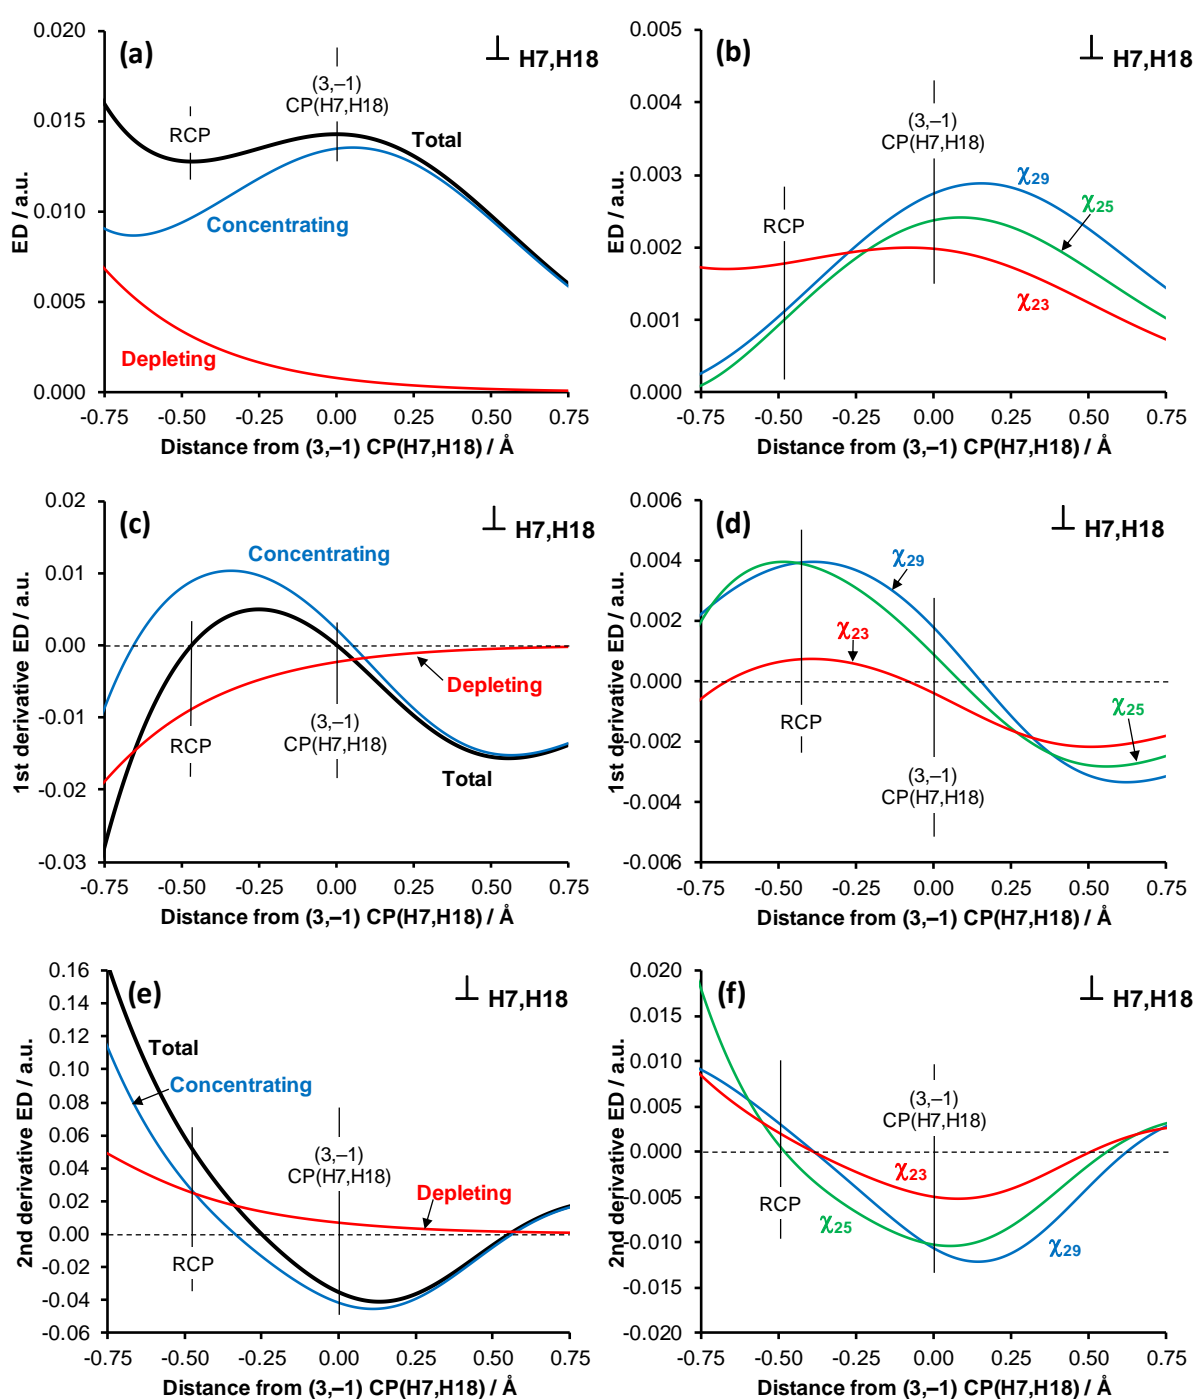 (a)
⊥ H7,H18
0.020
0.015
0.010
0.005
0.000
ED / a.u.
(3,–1)
CP(H7,H18)
RCP
Total
Concentrating
Depleting
-0.75 -0.50 -0.25 0.00 0.25 0.50 0.75
Distance from (3,–1) CP(H7,H18) / Å
(b)
⊥ H7,H18
0.005
0.004
0.003
0.002
0.001
0.000
ED / a.u.
(3,–1)
CP(H7,H18)
RCP
χ29
χ25
χ23
-0.75 -0.50 -0.25 0.00 0.25 0.50 0.75
Distance from (3,–1) CP(H7,H18) / Å
(c)
⊥ H7,H18
0.02
0.01
0.00
-0.01
-0.02
-0.03
1st derivative ED / a.u.
Concentrating
Depleting
RCP
(3,–1)
CP(H7,H18)
Total
-0.75 -0.50 -0.25 0.00 0.25 0.50 0.75
Distance from (3,–1) CP(H7,H18) / Å
(d)
⊥ H7,H18
0.006
0.004
0.002
0.000
-0.002
-0.004
-0.006
1st derivative ED / a.u.
χ29
χ23
χ25
RCP
(3,–1)
CP(H7,H18)
-0.75 -0.50 -0.25 0.00 0.25 0.50 0.75
Distance from (3,–1) CP(H7,H18) / Å
(e)
⊥ H7,H18
0.16
0.14
0.12
0.10
0.08
0.06
0.04
0.02
0.00
-0.02
-0.04
-0.06
2nd derivative ED / a.u.
Total
Concentrating
(3,–1)
CP(H7,H18)
Depleting
RCP
-0.75 -0.50 -0.25 0.00 0.25 0.50 0.75
Distance from (3,–1) CP(H7,H18) / Å
(f)
⊥ H7,H18
0.020
0.015
0.010
0.005
0.000
-0.005
-0.010
-0.015
-0.020
2nd derivative ED / a.u.
(3,–1)
CP(H7,H18)
χ23
RCP
χ25
χ29
-0.75 -0.50 -0.25 0.00 0.25 0.50 0.75
Distance from (3,–1) CP(H7,H18) / Å